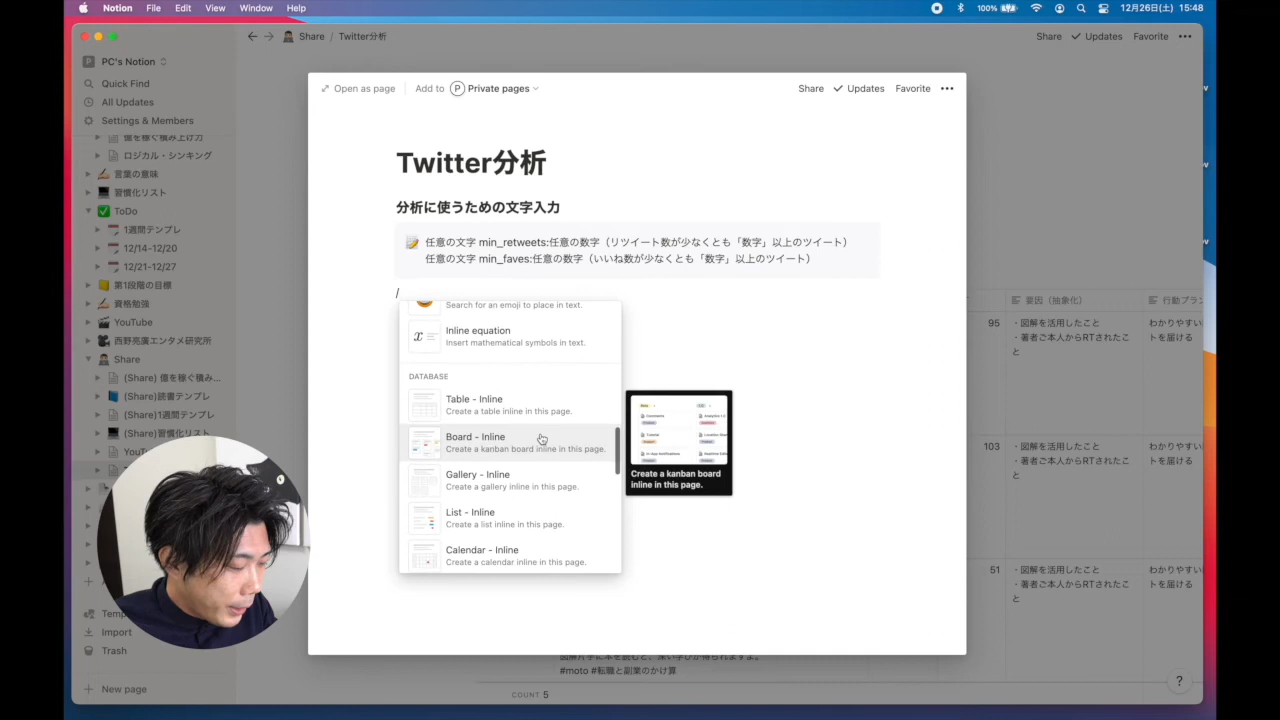 Notion File Edit View Window Help
100% 12月26日(土) 15:48
Share / Twitter分析
Share Updates Favorite
P PC's Notion
Quick Find
All Updates
Settings & Members
億を稼ぐ積み上げ力
ロジカル・シンキング
言葉の意味
習慣化リスト
ToDo
1週間テンプレ
12/14-12/20
12/21-12/27
第1段階の目標
資格勉強
YouTube
西野亮廣エンタメ研究所
Share
(Share) 億を稼ぐ積み...
(Share)読書テンプレ
(Share)1週間テンプレ
(Share)習慣化リスト
Import
Trash
New page
Open as page Add to P Private pages
Share Updates Favorite
Twitter分析
分析に使うための文字入力
任意の文字 min_retweets:任意の数字（リツイート数が少なくとも「数字」以上のツイート）
任意の文字 min_faves:任意の数字（いいね数が少なくとも「数字」以上のツイート）
/
Search for an emoji to place in text.
Inline equation
Insert mathematical symbols in text.
DATABASE
Table - Inline
Create a table inline in this page.
Board - Inline
Create a kanban board inline in this page.
Gallery - Inline
Create a gallery inline in this page.
List - Inline
Create a list inline in this page.
Calendar - Inline
Create a calendar inline in this page.
Create a kanban board
inline in this page.
要因（抽象化） 行動プラン
95 ・図解を活用したこと わかりやすい
・著者ご本人からRTされたこ トを届ける
と
103 ・図解を活用したこと わかりやすい
・著者ご本人からRTされたこ トを届ける
と
51 ・図解を活用したこと わかりやすい
・著者ご本人からRTされたこ トを届ける
と
#moto #転職と副業のかけ算
COUNT 5
?